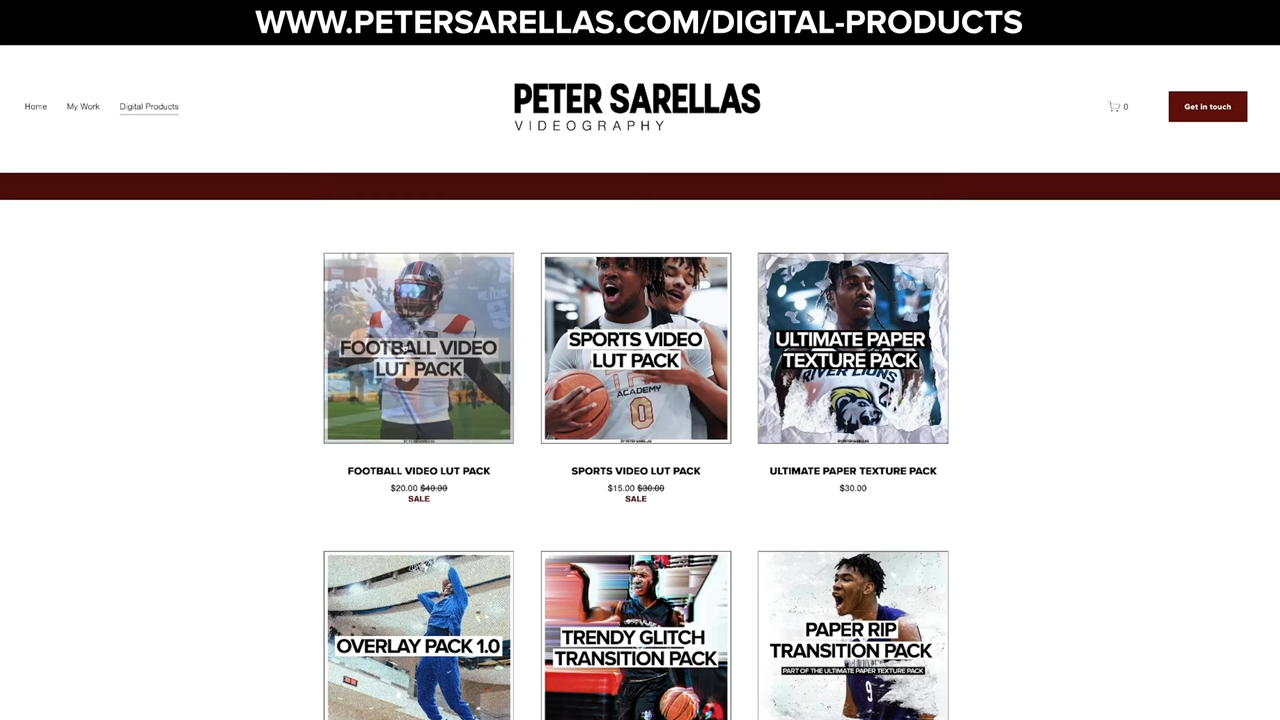 WWW.PETERSARELLAS.COM/DIGITAL-PRODUCTS
Home My Work Digital Products
PETER SARELLAS
VIDEOGRAPHY
0
Get in touch
FOOTBALL VIDEO
LUT PACK
SPORTS VIDEO
LUT PACK
ACADEMY
0
ULTIMATE PAPER
TEXTURE PACK
RIVER LIONS
FOOTBALL VIDEO LUT PACK
$20.00 $40.00
SALE
SPORTS VIDEO LUT PACK
$15.00 $30.00
SALE
ULTIMATE PAPER TEXTURE PACK
$30.00
OVERLAY PACK 1.0
TRENDY GLITCH
TRANSITION PACK
PAPER RIP
TRANSITION PACK
PART OF THE ULTIMATE PAPER TEXTURE PACK
9